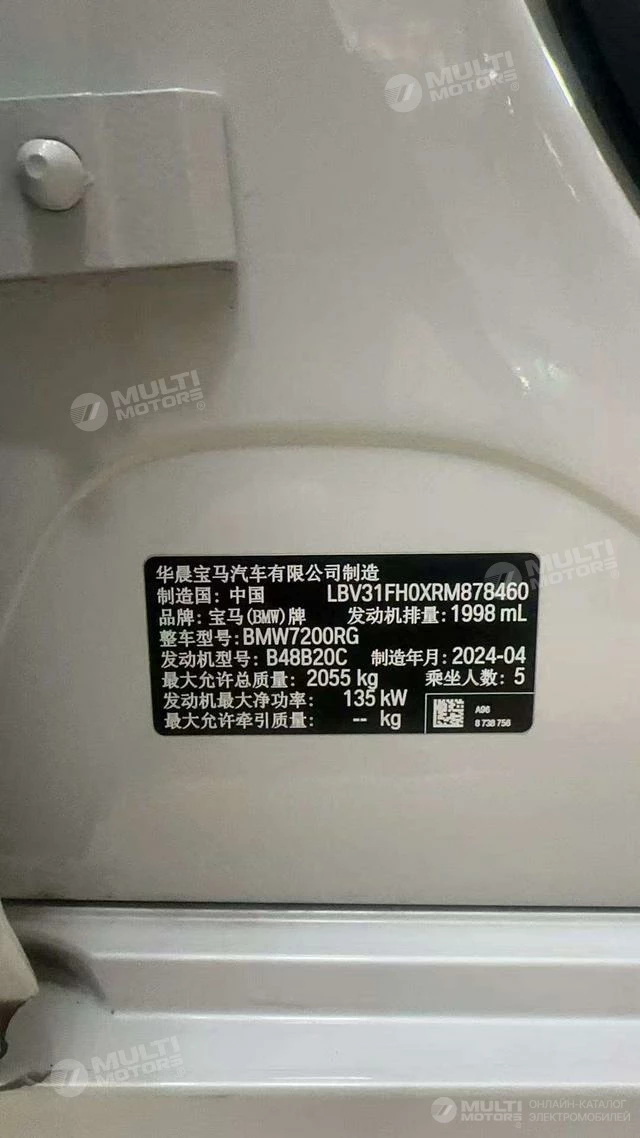 MULTI
MOTORS®
MULTI
MOTORS®
华晨宝马汽车有限公司制造
制造国: 中国 LBV31FH0XRM878460
品牌: 宝马(BMW)牌 发动机排量: 1998 mL
整车型号: BMW7200RG
发动机型号: B48B20C 制造年月: 2024-04
最大允许总质量: 2055 kg 乘坐人数: 5
发动机最大净功率: 135 kW
最大允许牵引质量: -- kg
A96
8 738 756
MULTI
MOTORS®
MULTI
MOTORS®
MULTI
MOTORS
ОНЛАЙН-КАТАЛОГ
ЭЛЕКТРОМОБИЛЕЙ